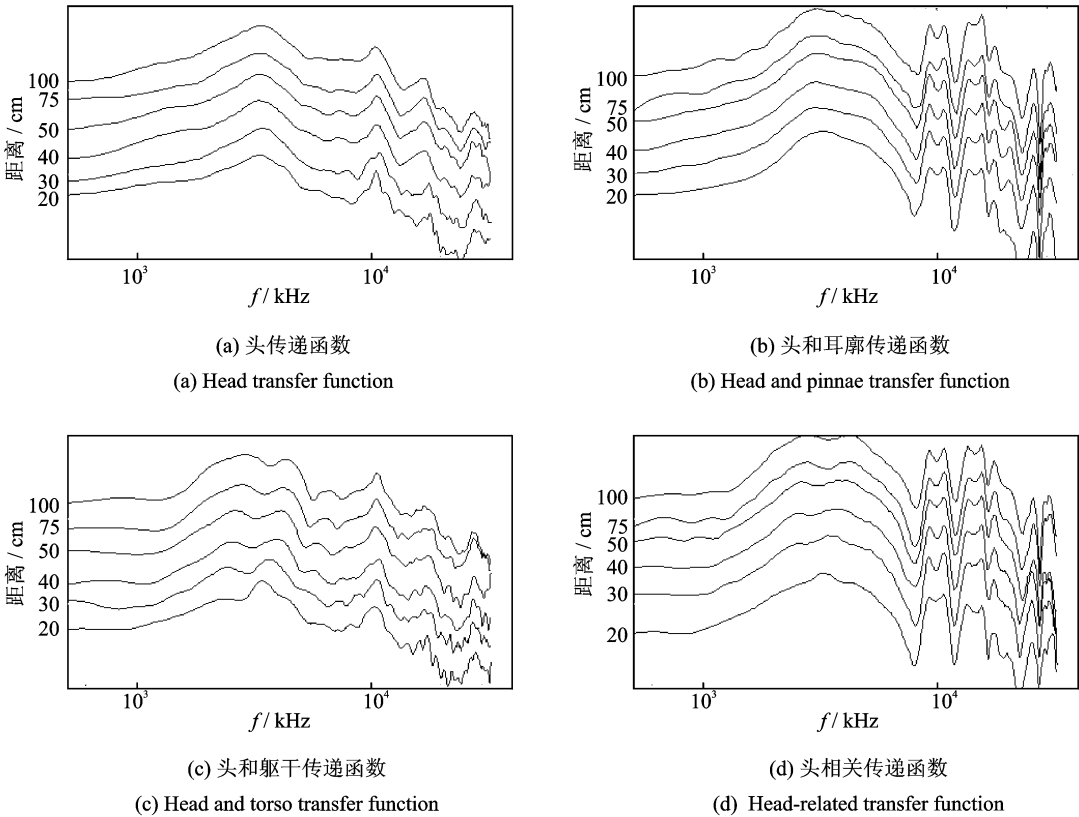 距离 / cm
100
75
50
40
30
20
10³
10⁴
f / kHz
(a) 头传递函数
(a) Head transfer function
距离 / cm
100
75
50
40
30
20
10³
10⁴
f / kHz
(b) 头和耳廓传递函数
(b) Head and pinnae transfer function
距离 / cm
100
75
50
40
30
20
10³
10⁴
f / kHz
(c) 头和躯干传递函数
(c) Head and torso transfer function
距离 / cm
100
75
50
40
30
20
10³
10⁴
f / kHz
(d) 头相关传递函数
(d) Head-related transfer function